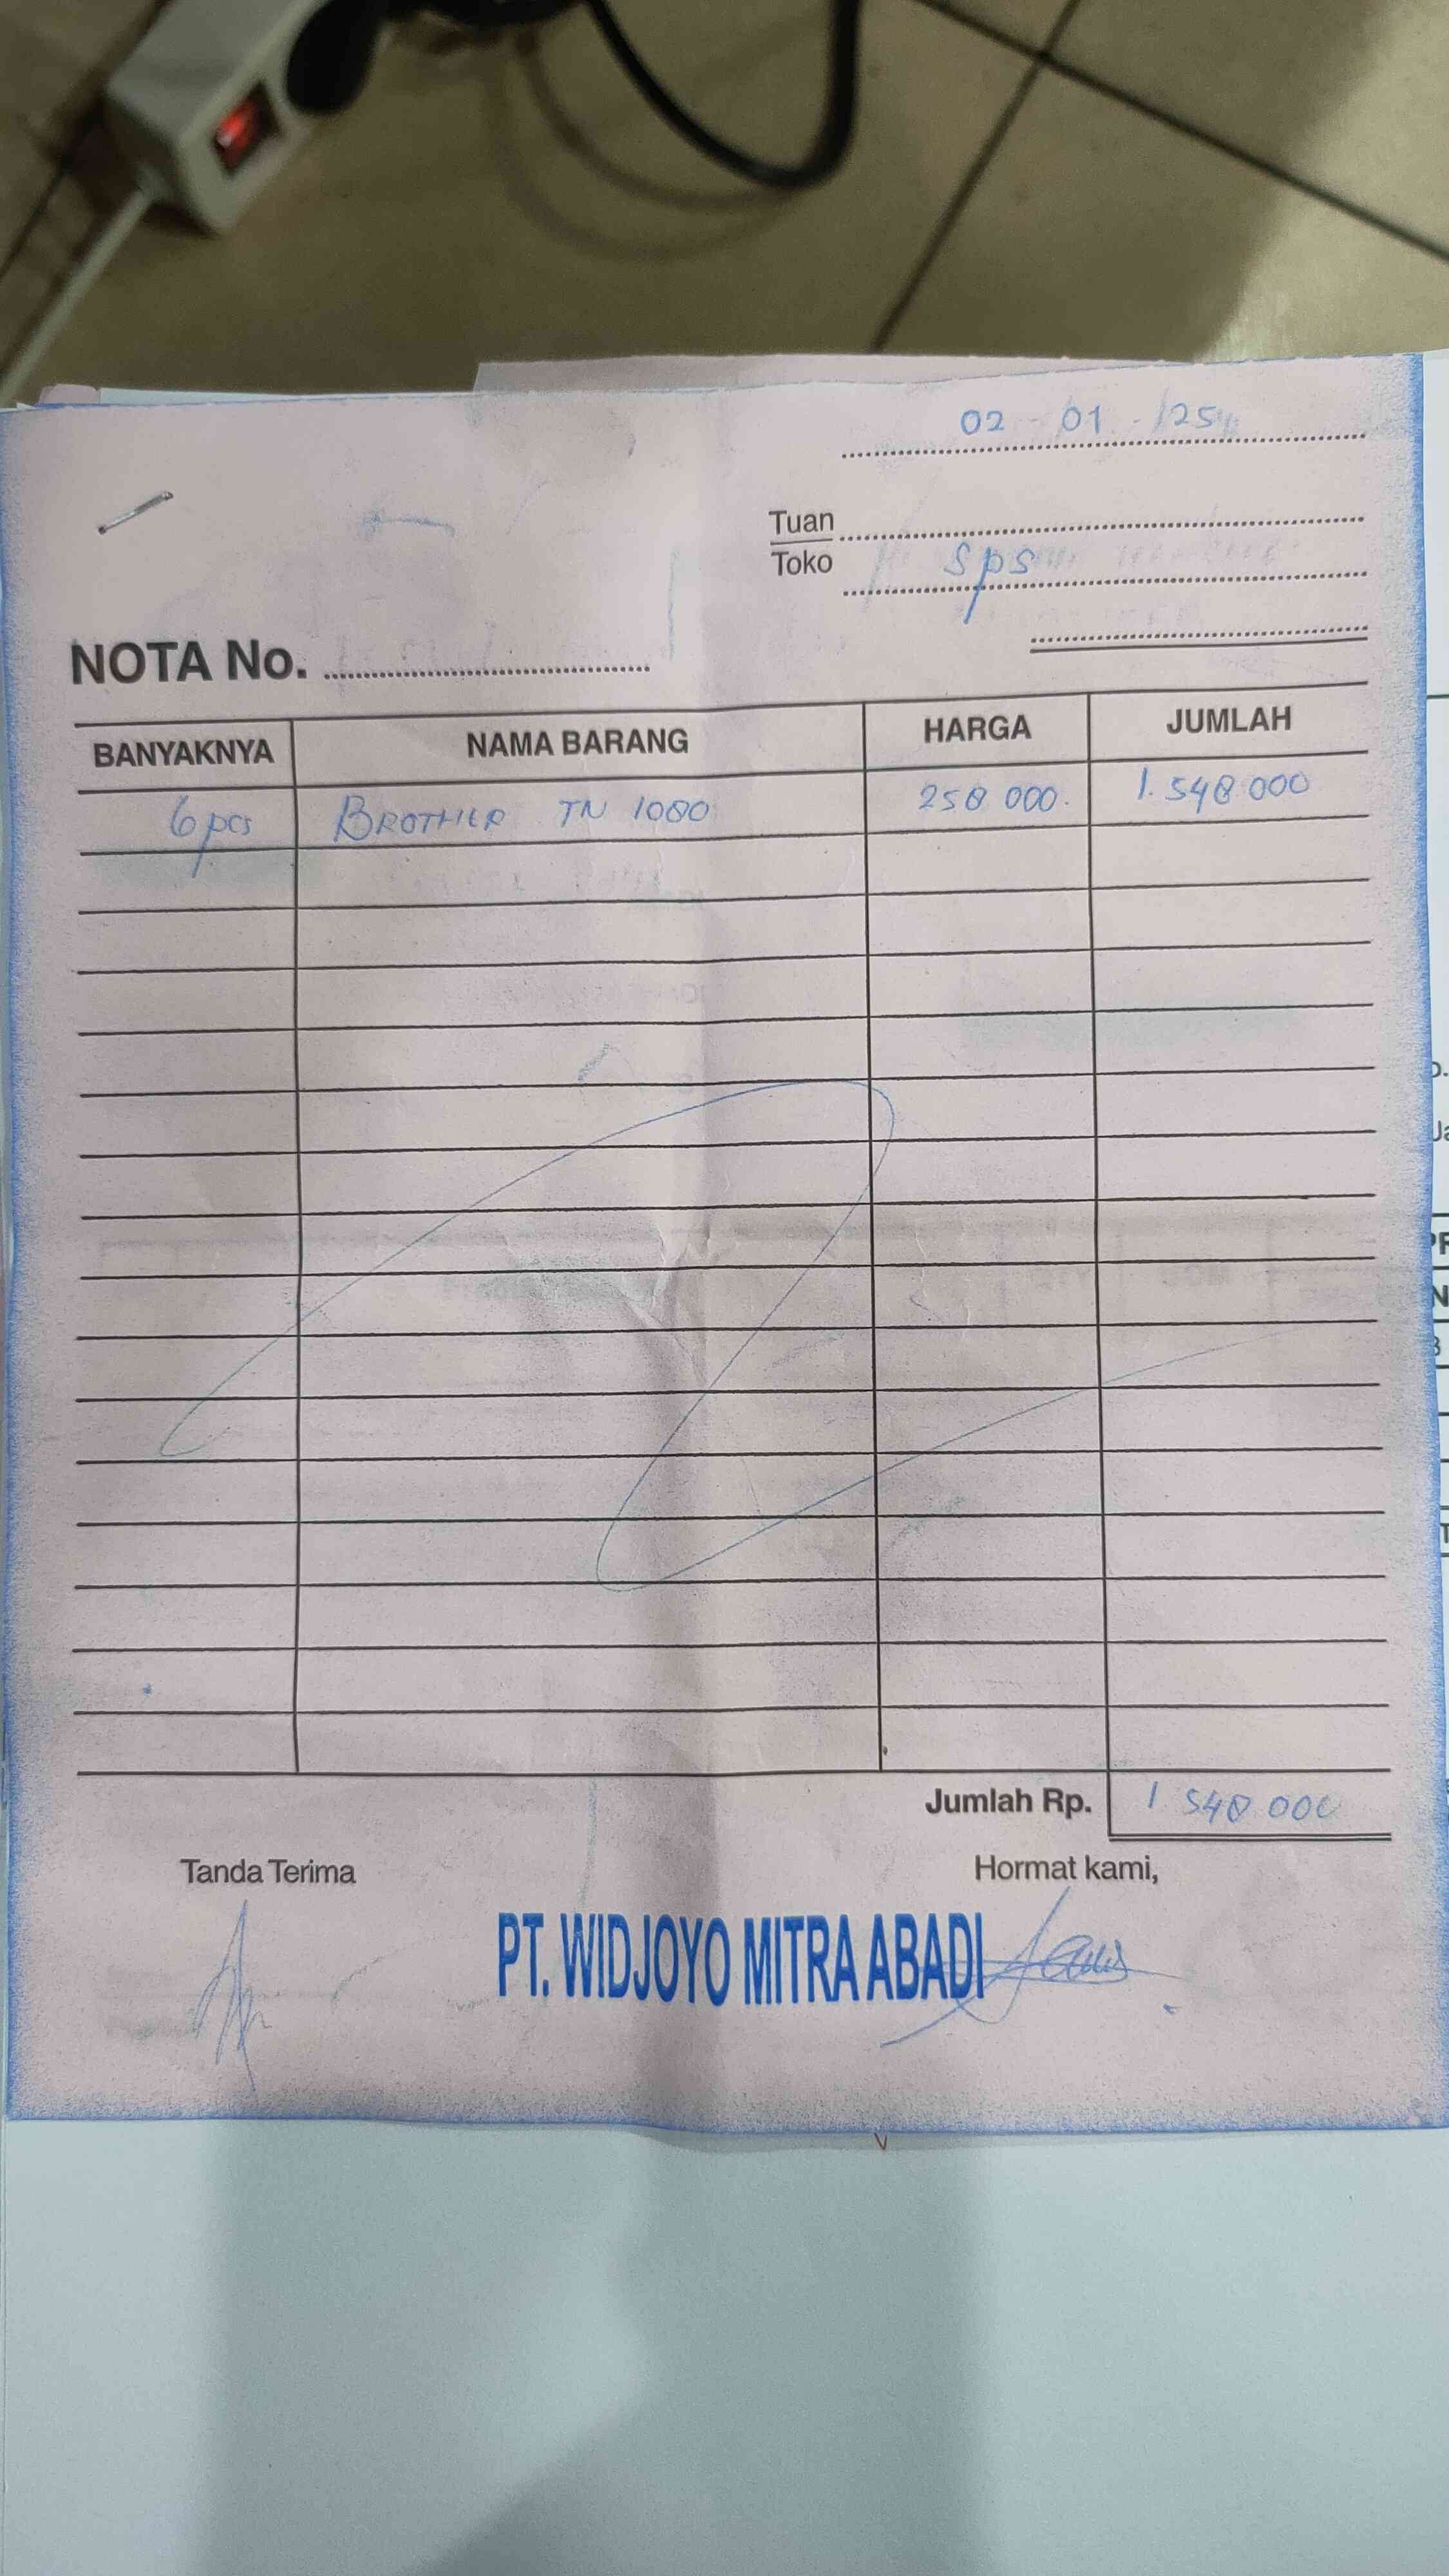 02 - 01 - 25
Tuan
Toko sps
NOTA No.
BANYAKNYA NAMA BARANG HARGA JUMLAH
6 pcs BROTHER TN 1080 258 000. 1. 548 000
Jumlah Rp. 1 548 000
Tanda Terima Hormat kami,
PT. WIDJOYO MITRA ABADI